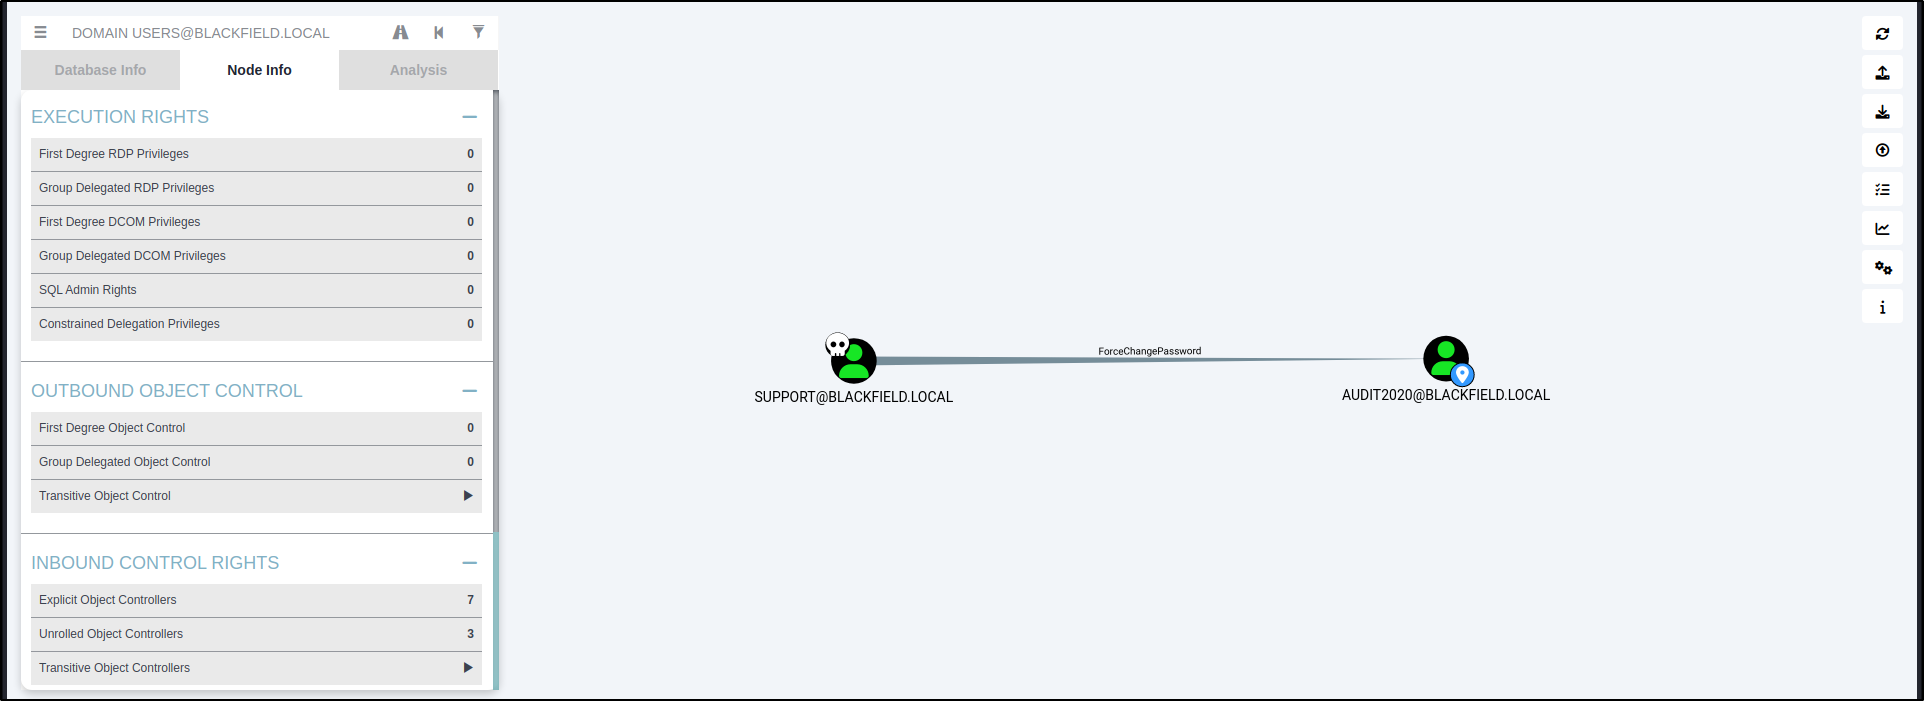 DOMAIN USERS@BLACKFIELD.LOCAL
Database Info Node Info Analysis
EXECUTION RIGHTS
First Degree RDP Privileges 0
Group Delegated RDP Privileges 0
First Degree DCOM Privileges 0
Group Delegated DCOM Privileges 0
SQL Admin Rights 0
Constrained Delegation Privileges 0
OUTBOUND OBJECT CONTROL
First Degree Object Control 0
Group Delegated Object Control 0
Transitive Object Control
INBOUND CONTROL RIGHTS
Explicit Object Controllers 7
Unrolled Object Controllers 3
Transitive Object Controllers
ForceChangePassword
SUPPORT@BLACKFIELD.LOCAL
AUDIT2020@BLACKFIELD.LOCAL